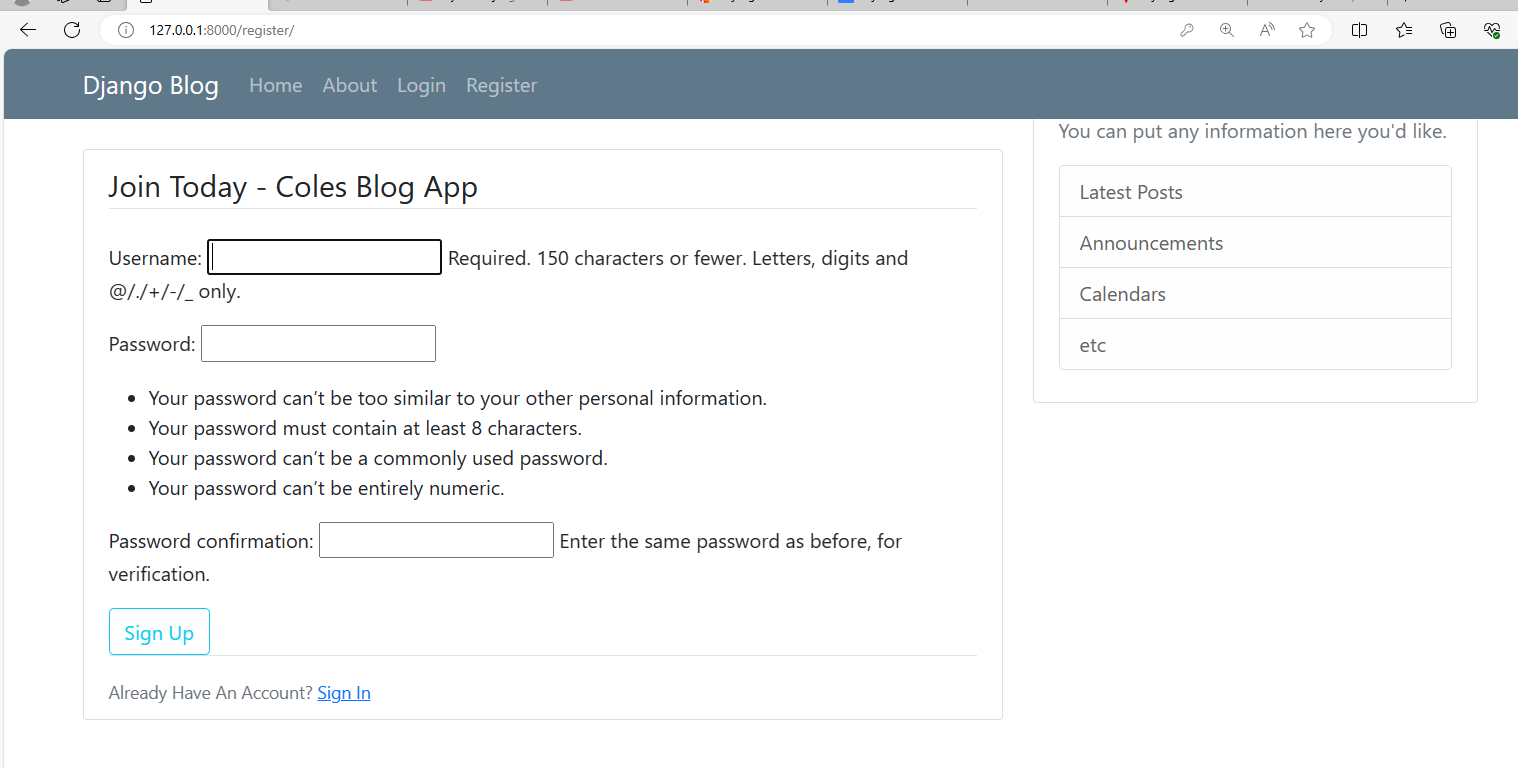 127.0.0.1:8000/register/
Django Blog Home About Login Register
Join Today - Coles Blog App
Username: Required. 150 characters or fewer. Letters, digits and
@/./+/-/_ only.
Password:
Your password can’t be too similar to your other personal information.
Your password must contain at least 8 characters.
Your password can’t be a commonly used password.
Your password can’t be entirely numeric.
Password confirmation: Enter the same password as before, for
verification.
Sign Up
Already Have An Account? Sign In
You can put any information here you'd like.
Latest Posts
Announcements
Calendars
etc